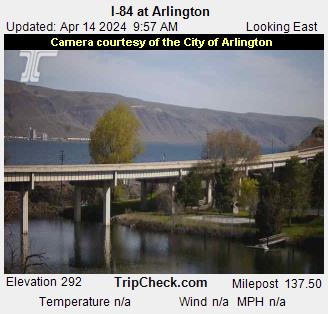 I-84 at Arlington
Updated: Apr 14 2024 9:57 AM Looking East
Camera courtesy of the City of Arlington
Elevation 292 TripCheck.com Milepost 137.50
Temperature n/a Wind n/a MPH n/a